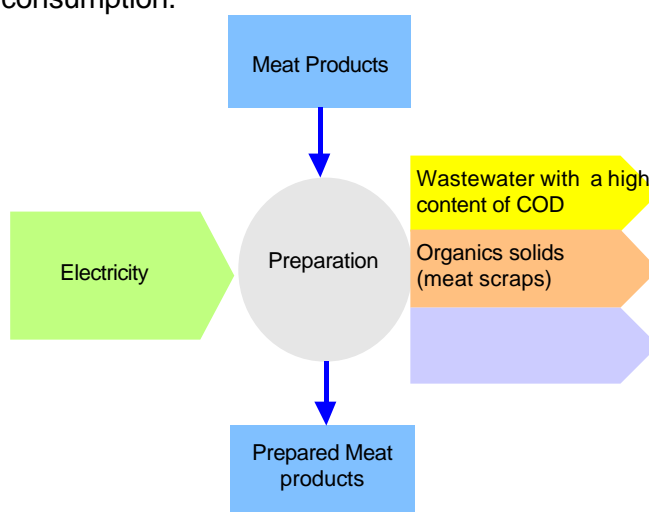 consumption.
Meat Products
Wastewater with a high
content of COD
Electricity
Preparation
Organics solids
(meat scraps)
Prepared Meat
products